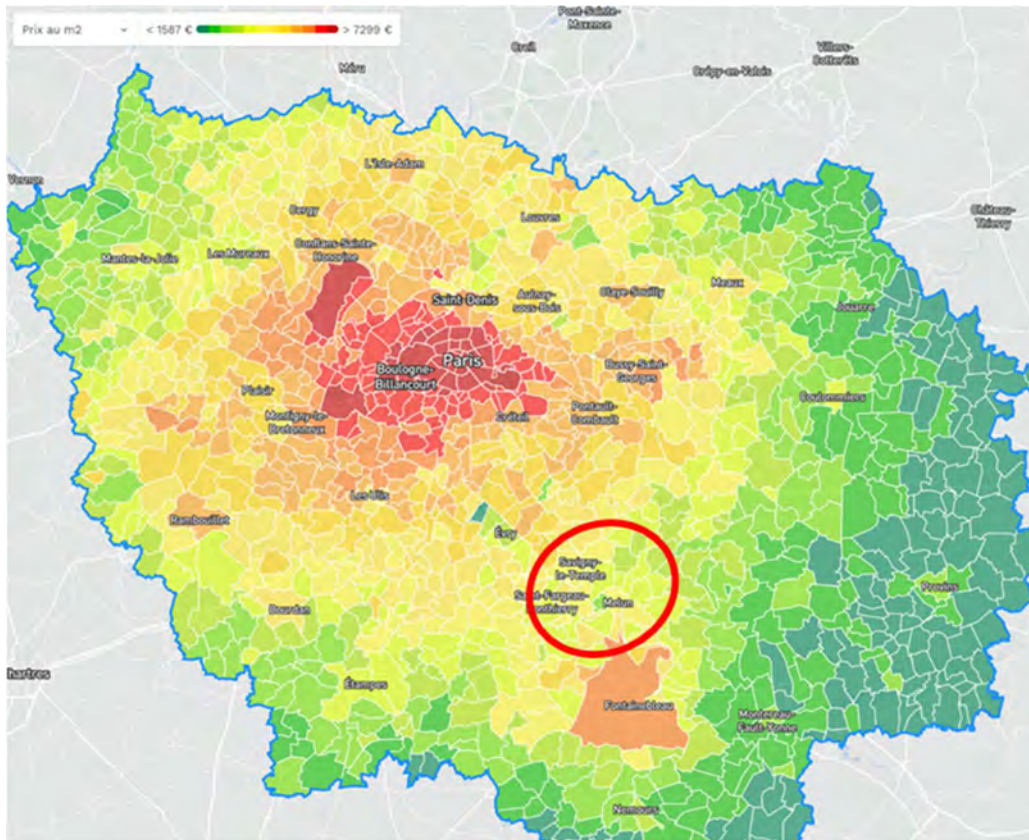 Pont-Sainte-
Maxence
Prix au m2
< 1587 €
> 7299 €
Creil
Villers-
Cotterêts
Méru
Crépy-en-Valois
L'Isle-Adam
Vernon
Château-
Thierry
Cergy
Louvres
Conflans-Sainte-
Honorine
Mantes-la-Jolie
Les Mureaux
Meaux
Claye-Souilly
Aulnay-
sous-Bois
Saint-Denis
Jouarre
Paris
Boulogne-
Billancourt
Bussy-Saint-
Georges
Plaisir
Coulommiers
Montigny-le-
Bretonneux
Créteil
Pontault-
Combault
Les Ulis
Rambouillet
Évry
Savigny-
le-Temple
Provins
Saint-Fargeau-
Ponthierry
Melun
Dourdan
hartres
Étampes
Fontainebleau
Montereau-
Fault-Yonne
Nemours